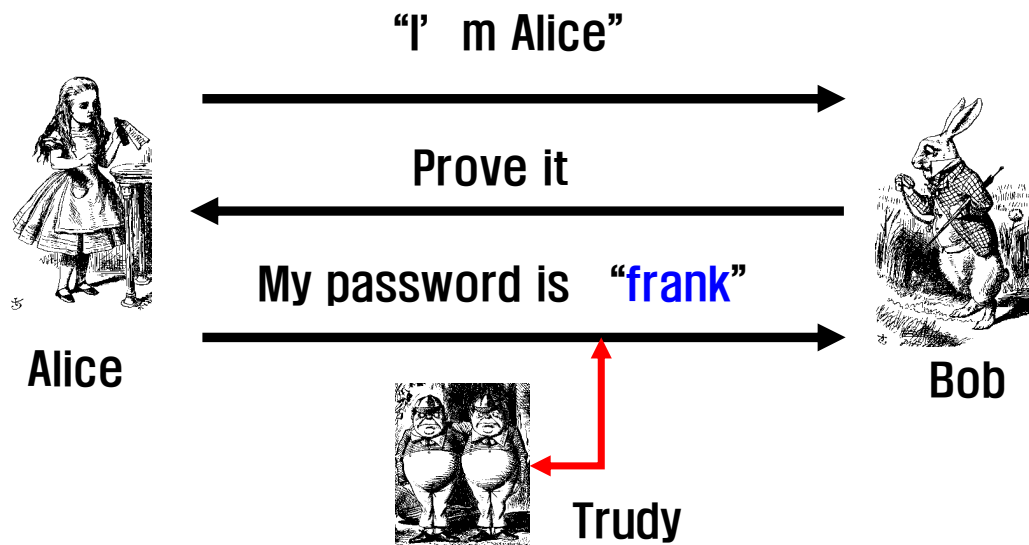 “I’ m Alice”
Prove it
My password is “frank”
Alice
Bob
Trudy